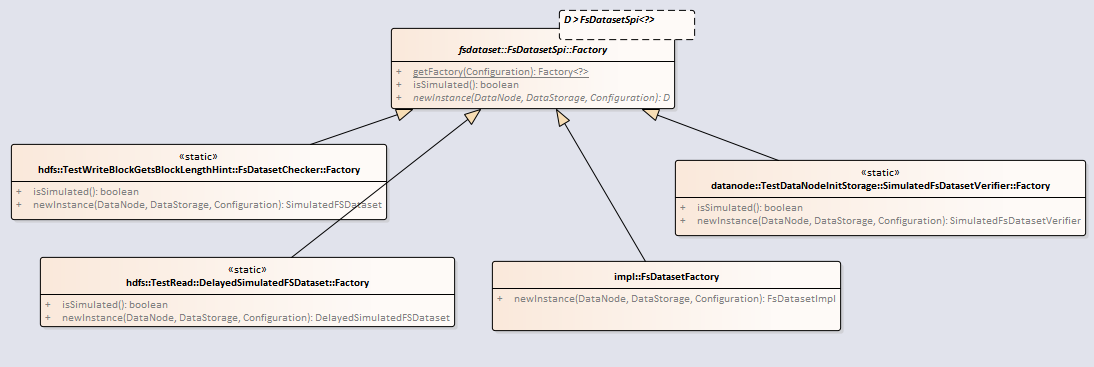 D > FsDatasetSpi<?>
fsdataset::FsDatasetSpi::Factory
+ getFactory(Configuration): Factory<?>
+ isSimulated(): boolean
+ newInstance(DataNode, DataStorage, Configuration): D
«static»
hdfs::TestWriteBlockGetsBlockLengthHint::FsDatasetChecker::Factory
+ isSimulated(): boolean
+ newInstance(DataNode, DataStorage, Configuration): SimulatedFSDataset
«static»
datanode::TestDataNodeInitStorage::SimulatedFsDatasetVerifier::Factory
+ isSimulated(): boolean
+ newInstance(DataNode, DataStorage, Configuration): SimulatedFsDatasetVerifier
«static»
hdfs::TestRead::DelayedSimulatedFSDataset::Factory
+ isSimulated(): boolean
+ newInstance(DataNode, DataStorage, Configuration): DelayedSimulatedFSDataset
impl::FsDatasetFactory
+ newInstance(DataNode, DataStorage, Configuration): FsDatasetImpl